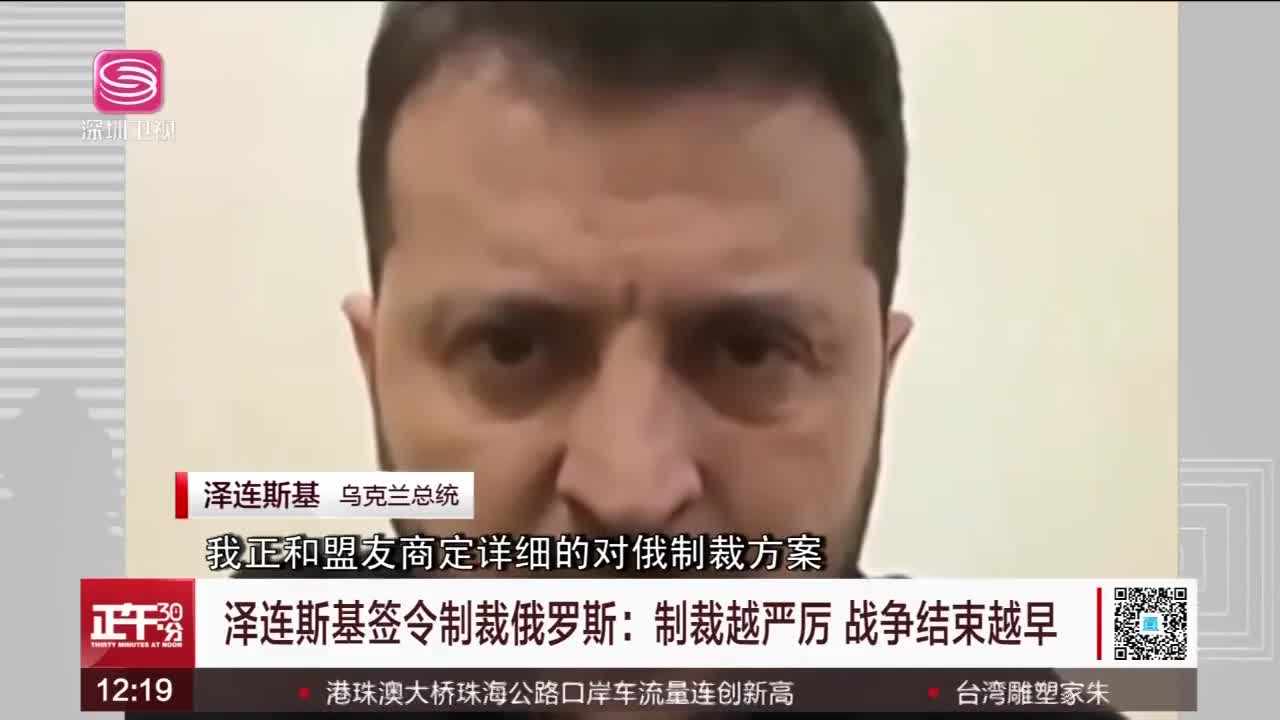 深圳卫视
泽连斯基 乌克兰总统
我正和盟友商定详细的对俄制裁方案
正午30分
THIRTY MINUTES AT NOON
泽连斯基签令制裁俄罗斯：制裁越严厉 战争结束越早
12:19
港珠澳大桥珠海公路口岸车流量连创新高
台湾雕塑家朱